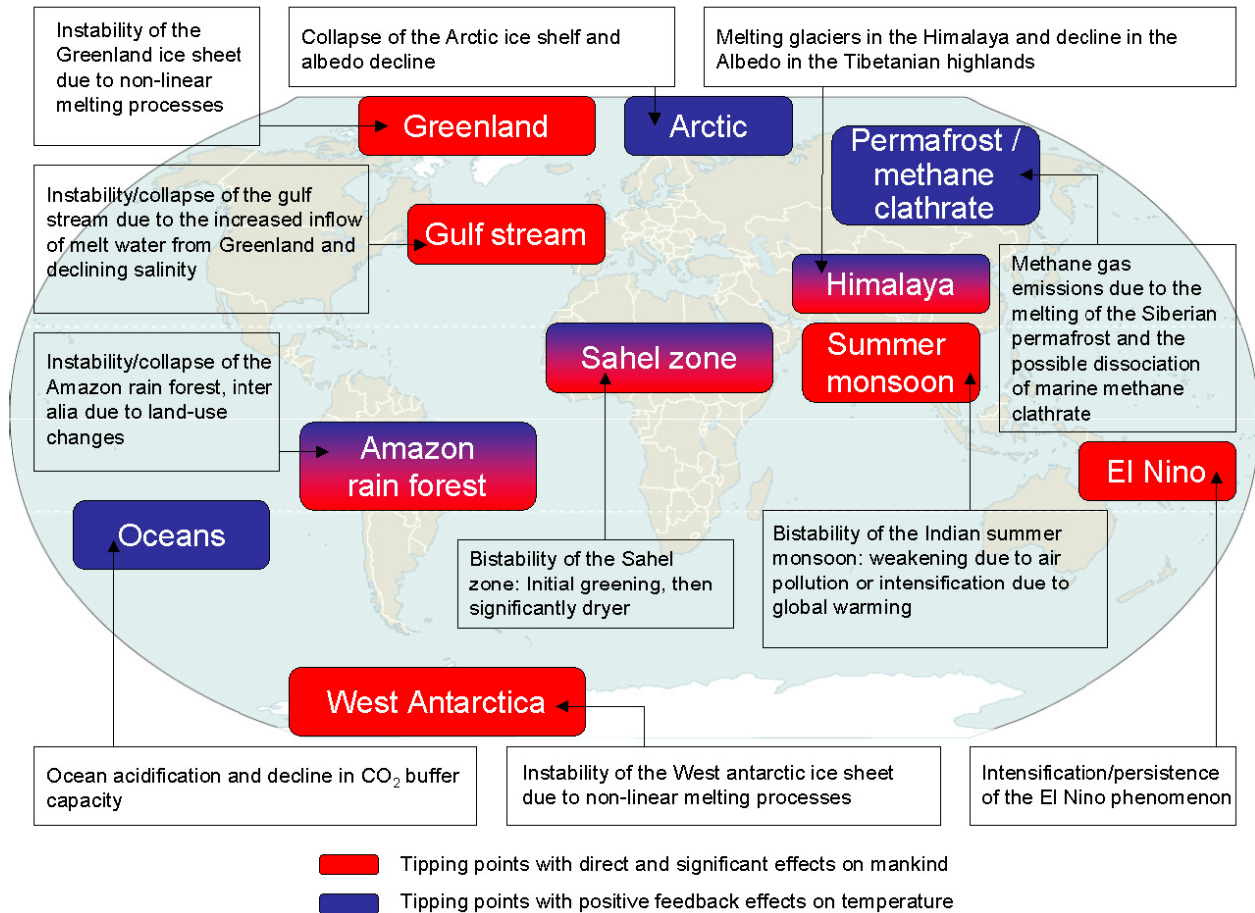 Instability of the
Greenland ice sheet
due to non-linear
melting processes
Collapse of the Arctic ice shelf and
albedo decline
Melting glaciers in the Himalaya and decline in the
Albedo in the Tibetanian highlands
Greenland
Arctic
Permafrost /
methane
clathrate
Instability/collapse of the gulf
stream due to the increased inflow
of melt water from Greenland and
declining salinity
Gulf stream
Himalaya
Methane gas
emissions due to the
melting of the Siberian
permafrost and the
possible dissociation
of marine methane
clathrate
Instability/collapse of the
Amazon rain forest, inter
alia due to land-use
changes
Sahel zone
Summer
monsoon
Amazon
rain forest
El Nino
Oceans
Bistability of the Sahel
zone: Initial greening, then
significantly dryer
Bistability of the Indian summer
monsoon: weakening due to air
pollution or intensification due to
global warming
West Antarctica
Ocean acidification and decline in CO₂ buffer
capacity
Instability of the West antarctic ice sheet
due to non-linear melting processes
Intensification/persistence
of the El Nino phenomenon
Tipping points with direct and significant effects on mankind
Tipping points with positive feedback effects on temperature